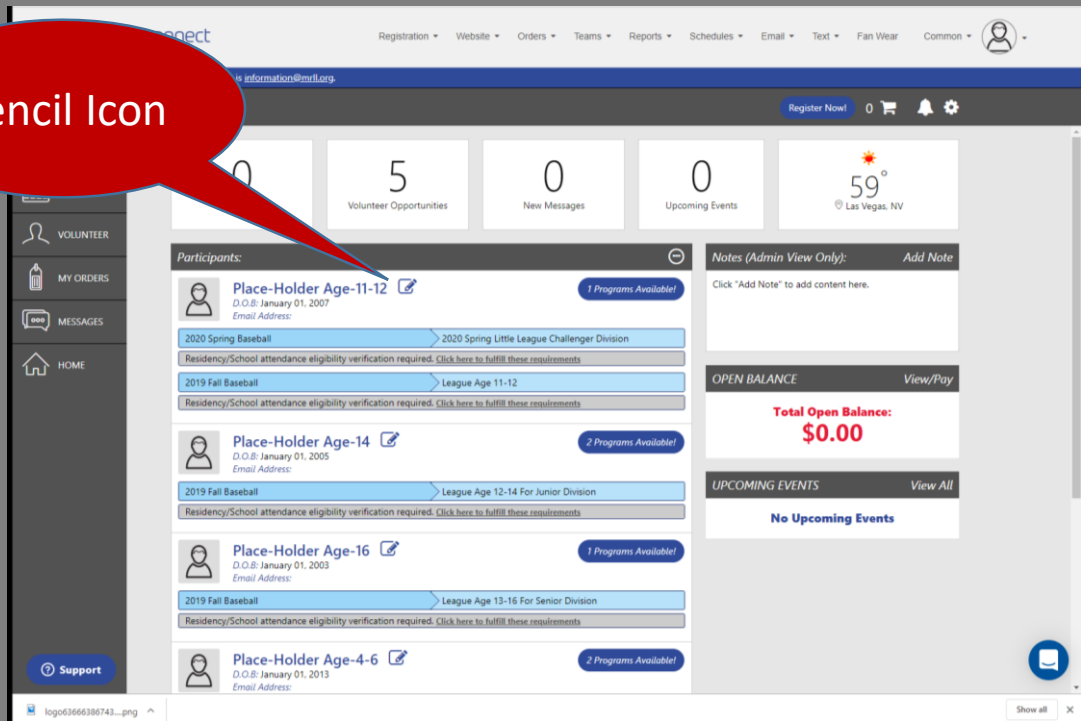 Registration Website Orders Teams Reports Schedules Email Text Fan Wear Common
is information@mrll.org.
Icon
Register Now! 0
0 5 0 0 59°
Volunteer Opportunities New Messages Upcoming Events Las Vegas, NV
VOLUNTEER
MY ORDERS
MESSAGES
HOME
Support
Participants:
Place-Holder Age-11-12
1 Programs Available!
D.O.B: January 01, 2007
Email Address:
2020 Spring Baseball 2020 Spring Little League Challenger Division
Residency/School attendance eligibility verification required. Click here to fulfill these requirements
2019 Fall Baseball League Age 11-12
Residency/School attendance eligibility verification required. Click here to fulfill these requirements
Place-Holder Age-14
2 Programs Available!
D.O.B: January 01, 2005
Email Address:
2019 Fall Baseball League Age 12-14 For Junior Division
Residency/School attendance eligibility verification required. Click here to fulfill these requirements
Place-Holder Age-16
1 Programs Available!
D.O.B: January 01, 2003
Email Address:
2019 Fall Baseball League Age 13-16 For Senior Division
Residency/School attendance eligibility verification required. Click here to fulfill these requirements
Place-Holder Age-4-6
2 Programs Available!
D.O.B: January 01, 2013
Email Address:
Notes (Admin View Only): Add Note
Click "Add Note" to add content here.
OPEN BALANCE View/Pay
Total Open Balance:
$0.00
UPCOMING EVENTS View All
No Upcoming Events
logo63666386743....png
Show all